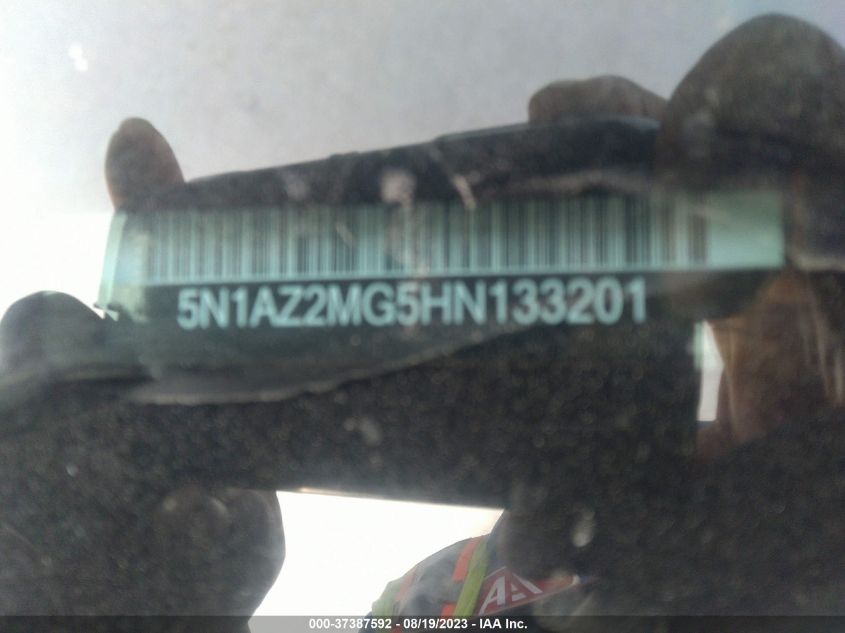 5N1AZ2MG5HN133201
000-37387592 - 08/19/2023 - IAA Inc.